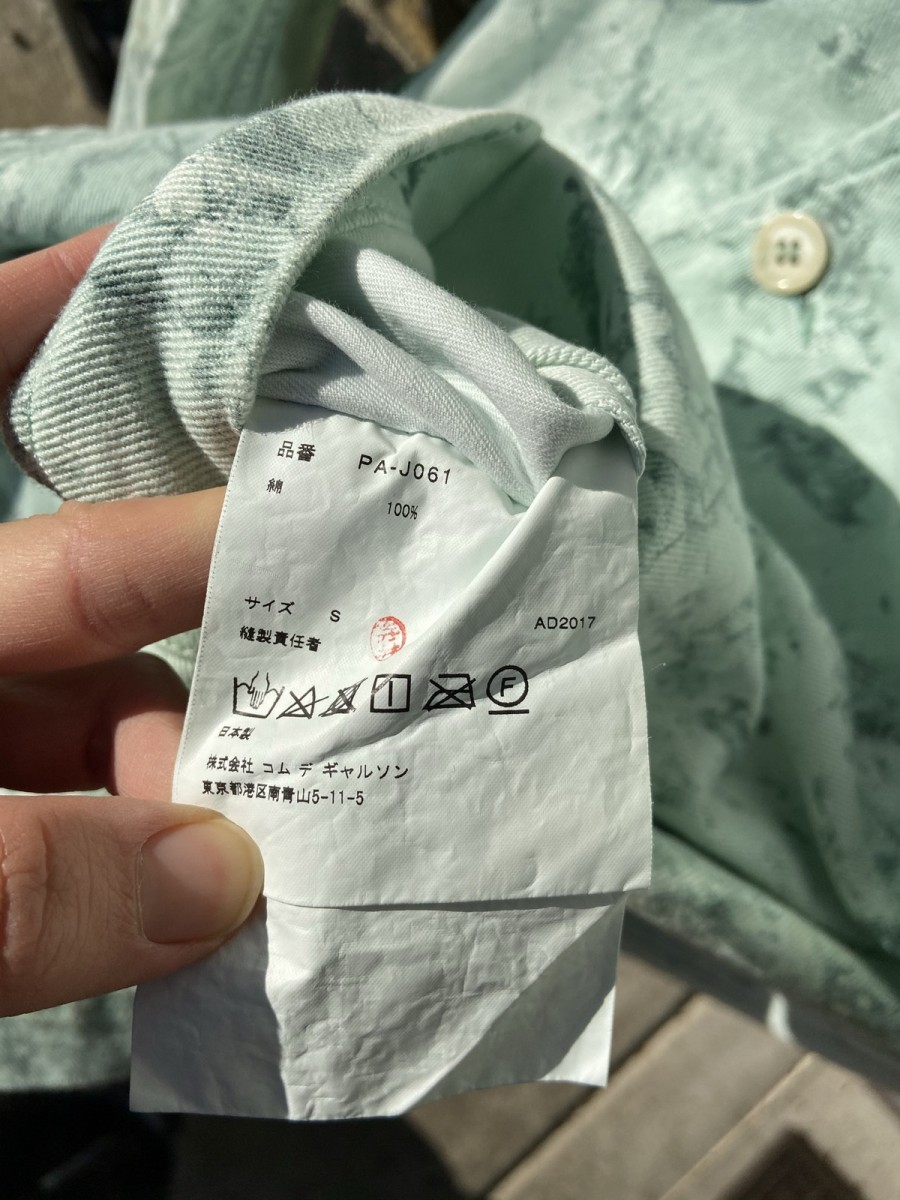 品番 PA-J061
綿 100%
サイズ S AD2017
縫製責任者
F
日本製
株式会社 コム デ ギャルソン
東京都港区南青山5-11-5